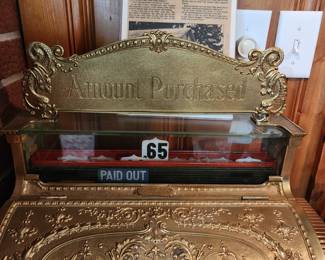 Amount Purchased
.65
PAID OUT